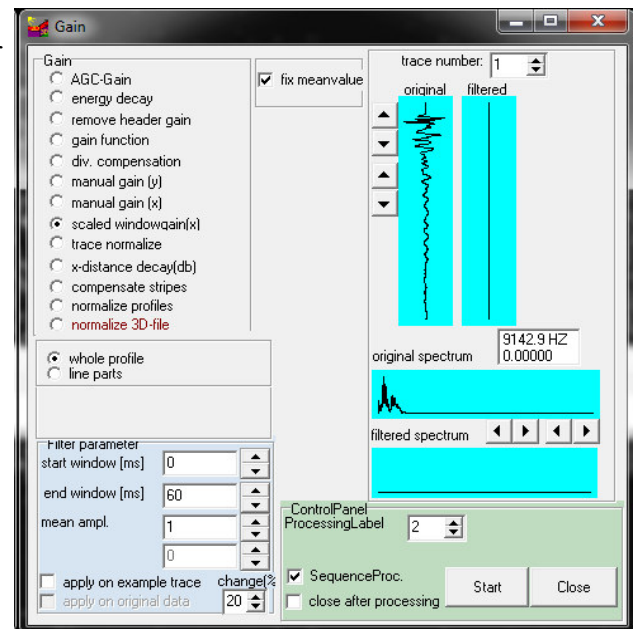 Gain
Gain
AGC-Gain
energy decay
remove header gain
gain function
div. compensation
manual gain (y)
manual gain (x)
scaled windowgain(x)
trace normalize
x-distance decay(db)
compensate stripes
normalize profiles
normalize 3D-file
fix meanvalue
trace number: 1
original filtered
9142.9 HZ
original spectrum 0.00000
filtered spectrum
whole profile
line parts
Filter parameter
start window [ms] 0
end window [ms] 60
mean ampl. 1
0
apply on example trace change(%
apply on original data 20
ControlPanel
ProcessingLabel 2
SequenceProc.
close after processing
Start Close